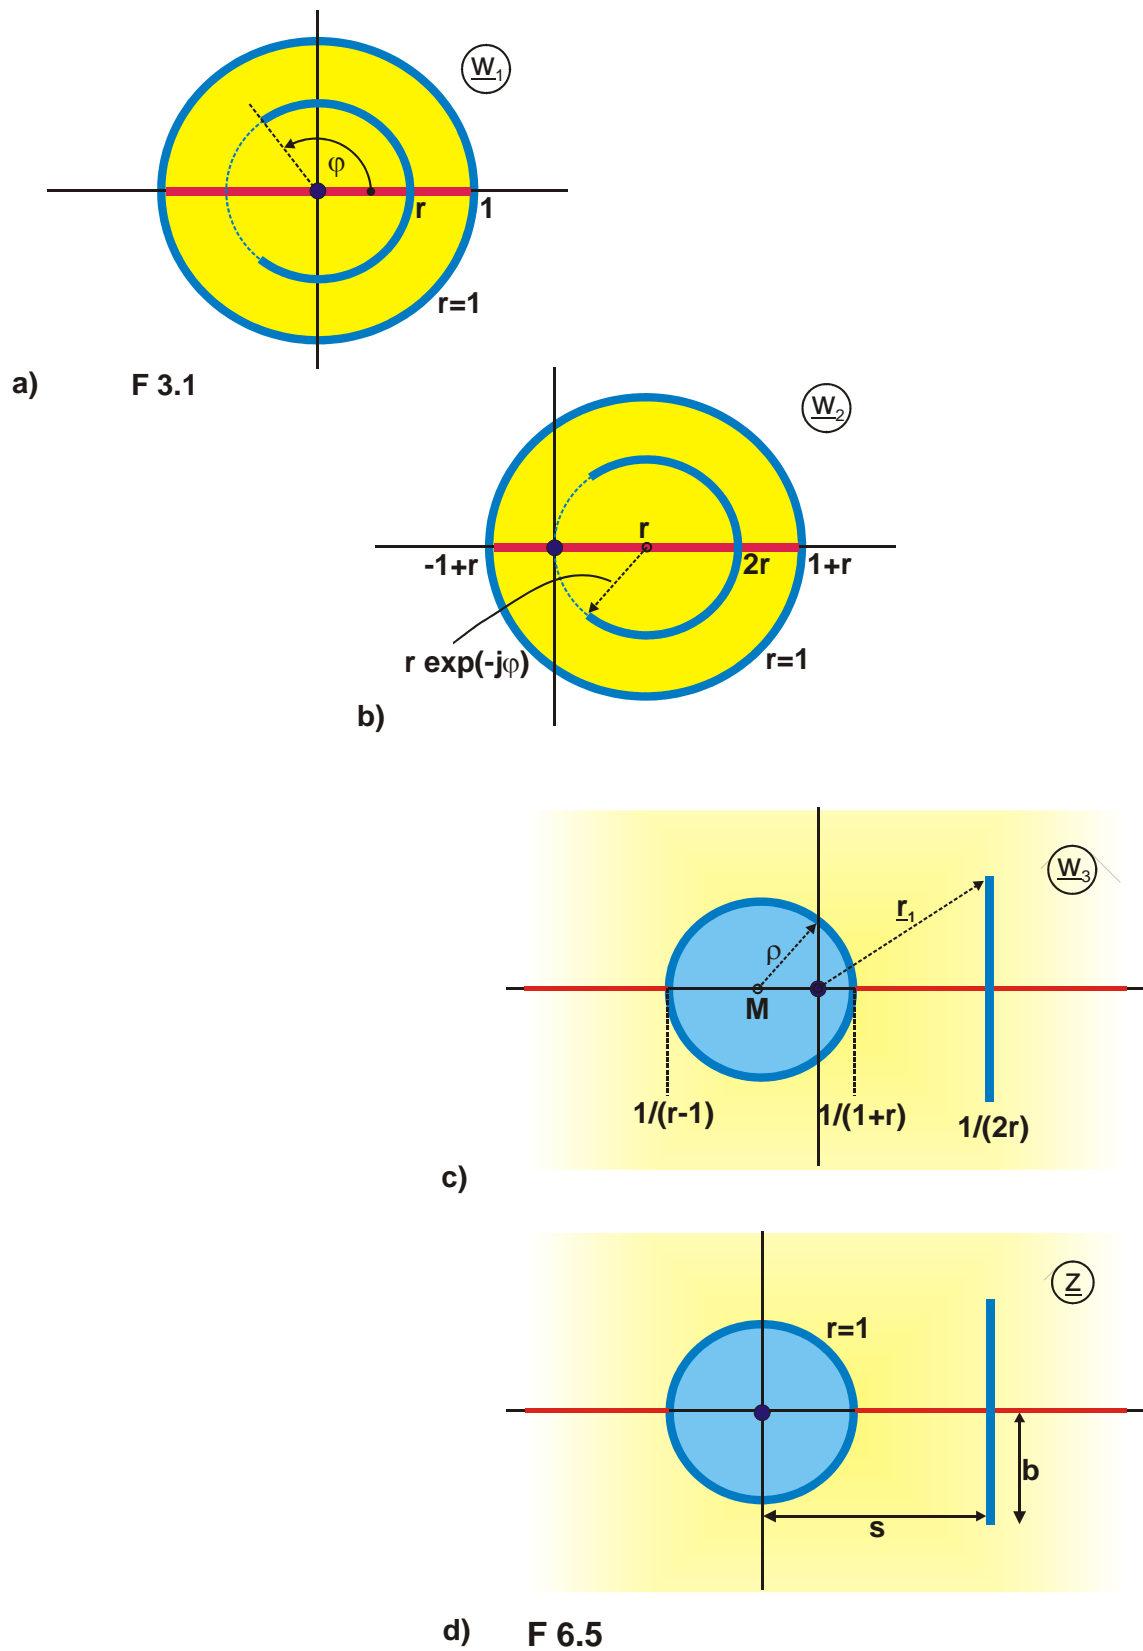 w₁
φ
r 1
r=1
a) F 3.1
w₂
r
-1+r 2r 1+r
r exp(-jφ) r=1
b)
w₃
r₁
ρ
M
1/(r-1) 1/(1+r) 1/(2r)
c)
z
r=1
b
s
d) F 6.5